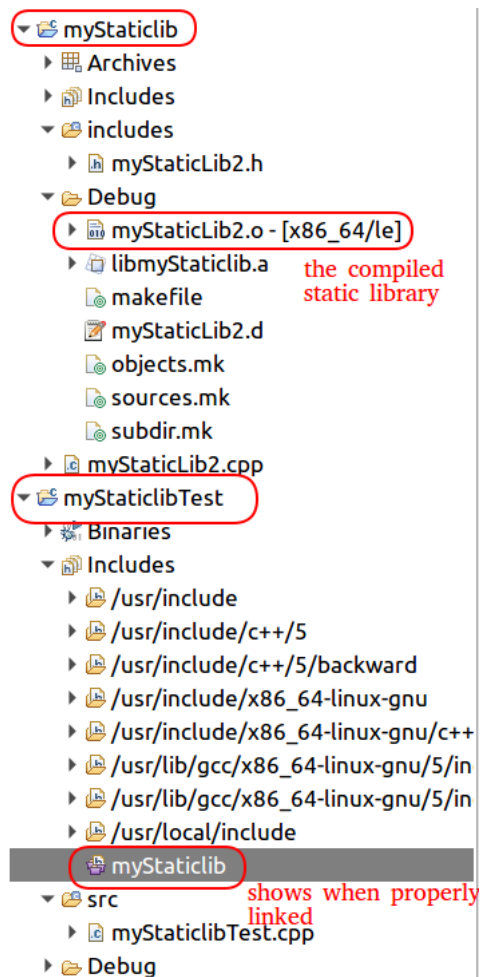 myStaticlib
Archives
Includes
includes
myStaticLib2.h
Debug
myStaticLib2.o - [x86_64/le]
libmyStaticlib.a
the compiled
static library
makefile
myStaticLib2.d
objects.mk
sources.mk
subdir.mk
myStaticLib2.cpp
myStaticlibTest
Binaries
Includes
/usr/include
/usr/include/c++/5
/usr/include/c++/5/backward
/usr/include/x86_64-linux-gnu
/usr/include/x86_64-linux-gnu/c++
/usr/lib/gcc/x86_64-linux-gnu/5/in
/usr/lib/gcc/x86_64-linux-gnu/5/in
/usr/local/include
myStaticlib
shows when properly
linked
src
myStaticlibTest.cpp
Debug